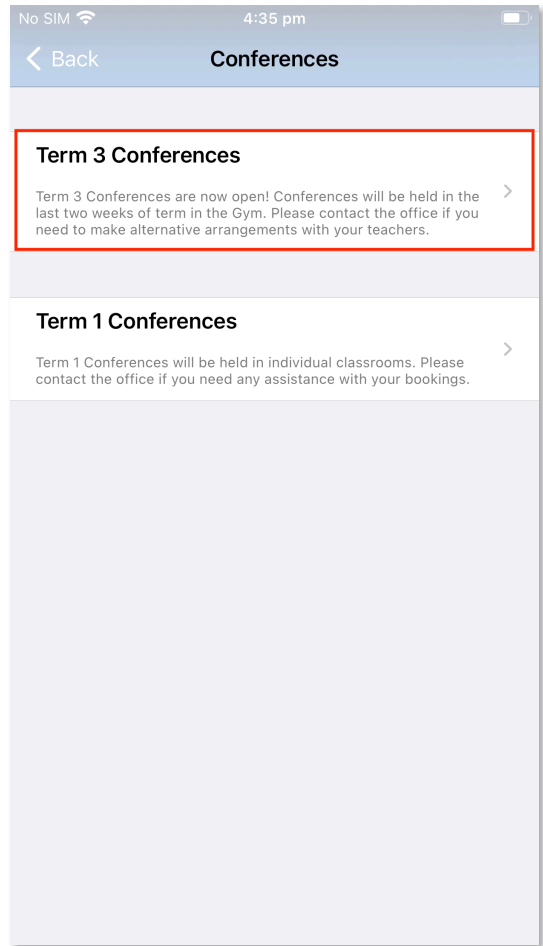 No SIM 4:35 pm
Back Conferences
Term 3 Conferences
Term 3 Conferences are now open! Conferences will be held in the
last two weeks of term in the Gym. Please contact the office if you
need to make alternative arrangements with your teachers.
Term 1 Conferences
Term 1 Conferences will be held in individual classrooms. Please
contact the office if you need any assistance with your bookings.